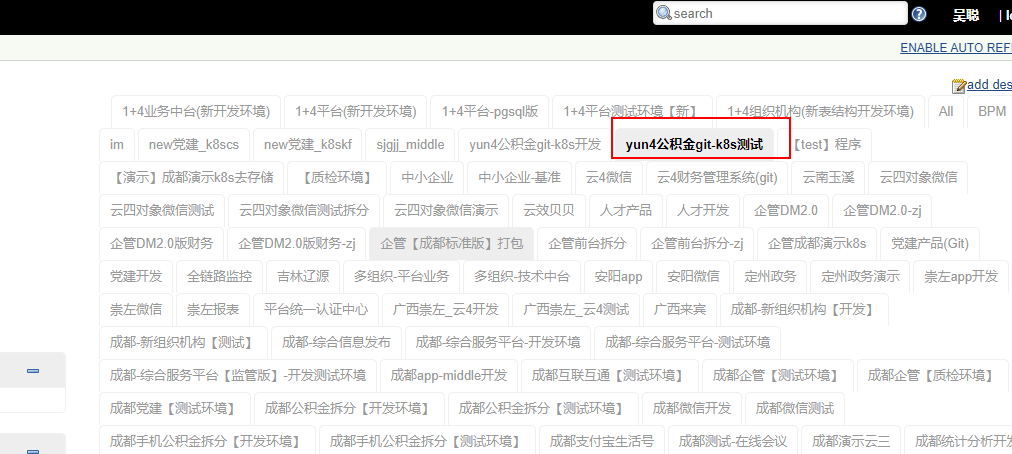 search 吴聪 |
ENABLE AUTO REF
add des
1+4业务中台(新开发环境) 1+4平台(新开发环境) 1+4平台-pgsql版 1+4平台测试环境【新】 1+4组织机构(新表结构开发环境) All BPM
im new党建_k8scs new党建_k8skf sjgjj_middle yun4公积金git-k8s开发 yun4公积金git-k8s测试 【test】程序
【演示】成都演示k8s去存储 【质检环境】 中小企业 中小企业-基准 云4微信 云4财务管理系统(git) 云南玉溪 云四对象微信
云四对象微信测试 云四对象微信测试拆分 云四对象微信演示 云效贝贝 人才产品 人才开发 企管DM2.0 企管DM2.0-zj
企管DM2.0版财务 企管DM2.0版财务-zj 企管【成都标准版】打包 企管前台拆分 企管前台拆分-zj 企管成都演示k8s 党建产品(Git)
党建开发 全链路监控 吉林辽源 多组织-平台业务 多组织-技术中台 安阳app 安阳微信 定州政务 定州政务演示 崇左app开发
崇左微信 崇左报表 平台统一认证中心 广西崇左_云4开发 广西崇左_云4测试 广西来宾 成都-新组织机构【开发】
成都-新组织机构【测试】 成都-综合信息发布 成都-综合服务平台-开发环境 成都-综合服务平台-测试环境
成都-综合服务平台【监管版】-开发测试环境 成都app-middle开发 成都互联互通【测试环境】 成都企管【测试环境】 成都企管【质检环境】
成都党建【测试环境】 成都公积金拆分【开发环境】 成都公积金拆分【测试环境】 成都微信开发 成都微信测试
成都手机公积金拆分【开发环境】 成都手机公积金拆分【测试环境】 成都支付宝生活号 成都测试-在线会议 成都演示云三 成都统计分析开